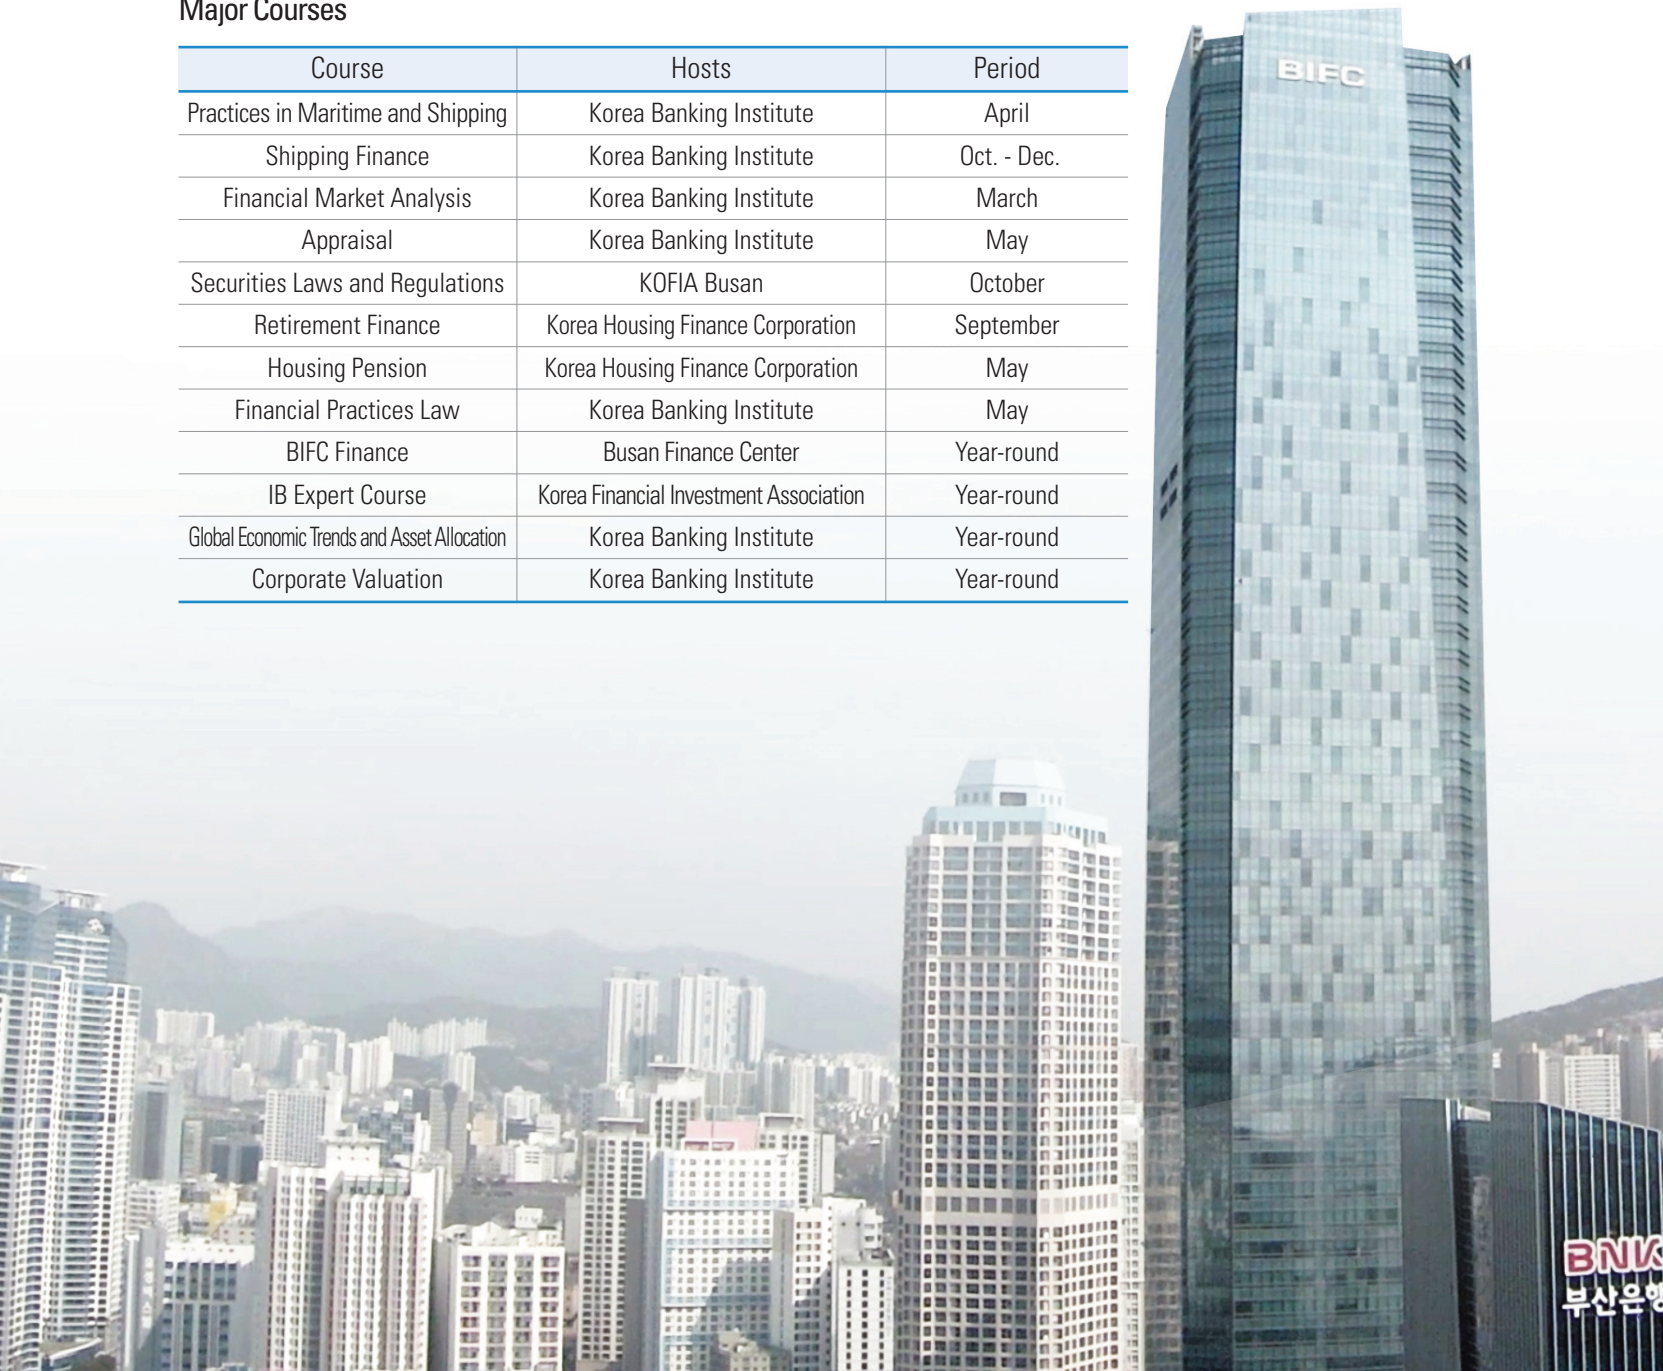 Major Courses
Course Hosts Period
Practices in Maritime and Shipping Korea Banking Institute April
Shipping Finance Korea Banking Institute Oct. - Dec.
Financial Market Analysis Korea Banking Institute March
Appraisal Korea Banking Institute May
Securities Laws and Regulations KOFIA Busan October
Retirement Finance Korea Housing Finance Corporation September
Housing Pension Korea Housing Finance Corporation May
Financial Practices Law Korea Banking Institute May
BIFC Finance Busan Finance Center Year-round
IB Expert Course Korea Financial Investment Association Year-round
Global Economic Trends and Asset Allocation Korea Banking Institute Year-round
Corporate Valuation Korea Banking Institute Year-round
BIFC
BNK
부산은행